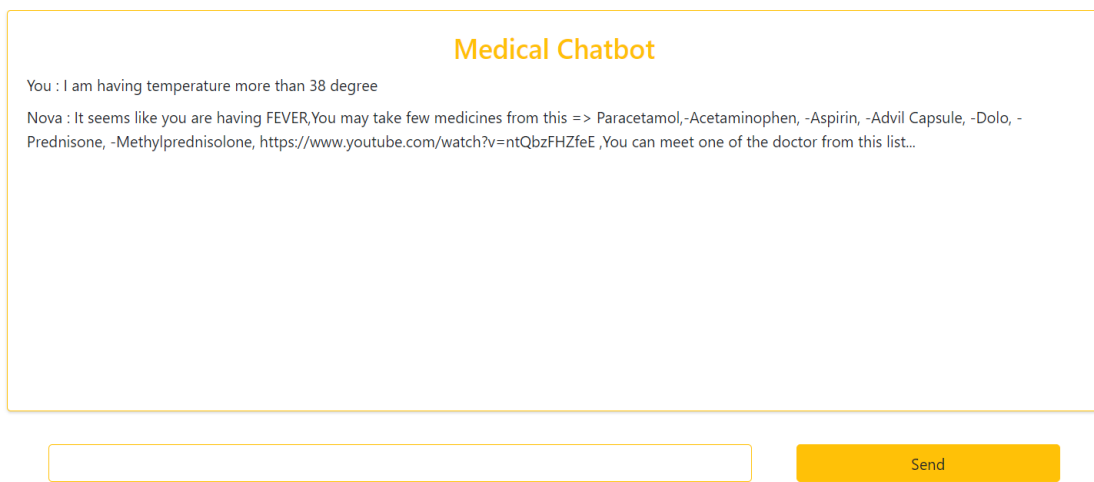 Medical Chatbot
You : I am having temperature more than 38 degree
Nova : It seems like you are having FEVER,You may take few medicines from this => Paracetamol,-Acetaminophen, -Aspirin, -Advil Capsule, -Dolo, -
Prednisone, -Methylprednisolone, https://www.youtube.com/watch?v=ntQbzFHZfeE ,You can meet one of the doctor from this list...
Send